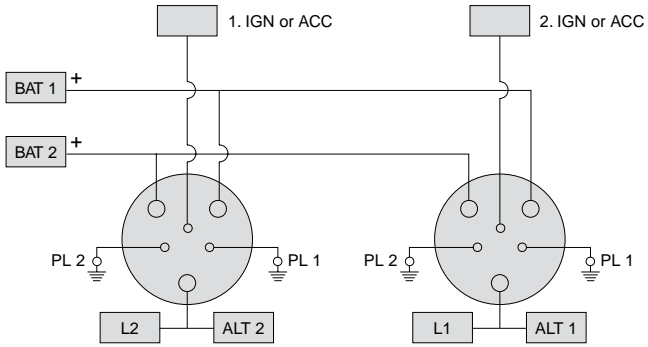 1. IGN or ACC
2. IGN or ACC
BAT 1 +
BAT 2 +
PL 2
PL 1
PL 2
PL 1
L2
ALT 2
L1
ALT 1